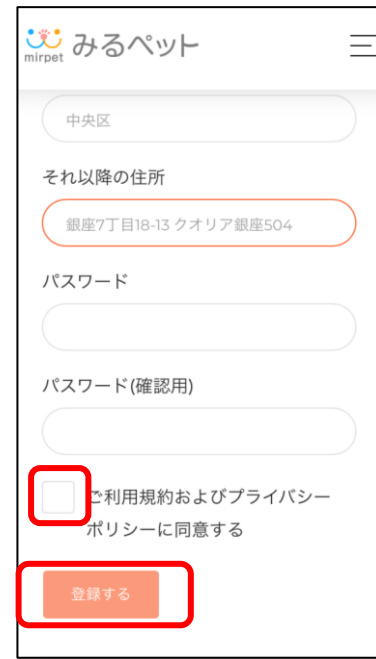 みるペット
mirpet
中央区
それ以降の住所
銀座7丁目18-13 クオリア銀座504
パスワード
パスワード(確認用)
ご利用規約およびプライバシー
ポリシーに同意する
登録する